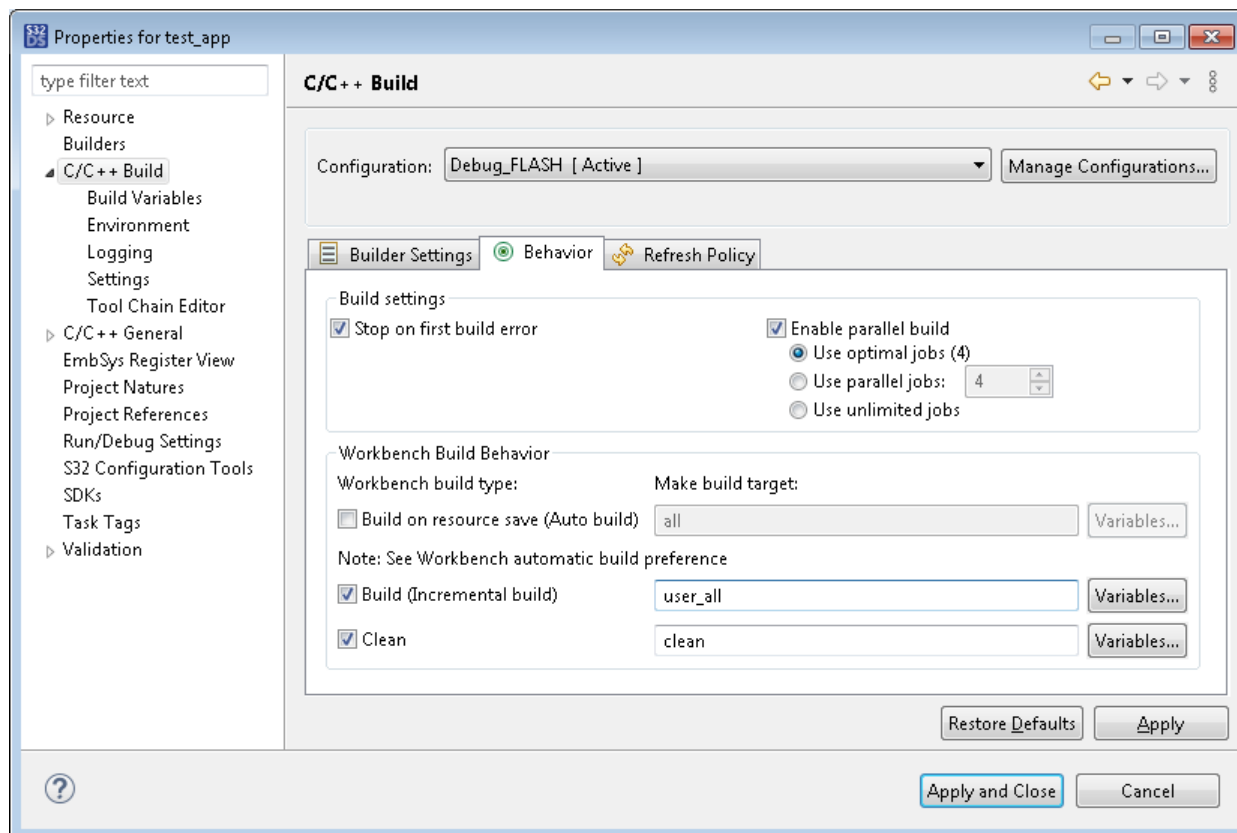 S32
DS
Properties for test_app
type filter text
Resource
Builders
C/C++ Build
Build Variables
Environment
Logging
Settings
Tool Chain Editor
C/C++ General
EmbSys Register View
Project Natures
Project References
Run/Debug Settings
S32 Configuration Tools
SDKs
Task Tags
Validation
C/C++ Build
Configuration: Debug_FLASH [ Active ] Manage Configurations...
Builder Settings Behavior Refresh Policy
Build settings
Stop on first build error Enable parallel build
Use optimal jobs (4)
Use parallel jobs: 4
Use unlimited jobs
Workbench Build Behavior
Workbench build type: Make build target:
Build on resource save (Auto build) all Variables...
Note: See Workbench automatic build preference
Build (Incremental build) user_all Variables...
Clean clean Variables...
Restore Defaults Apply
? Apply and Close Cancel